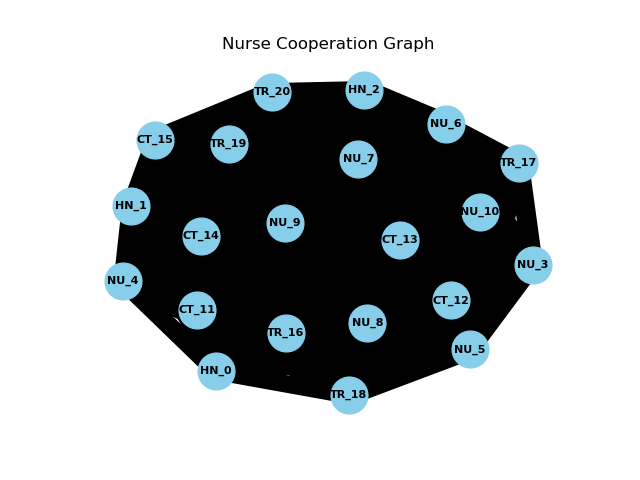 Nurse Cooperation Graph
TR_20
HN_2
NU_6
CT_15
TR_19
NU_7
TR_17
HN_1
NU_10
NU_9
CT_14
CT_13
NU_3
NU_4
CT_12
CT_11
NU_8
TR_16
NU_5
HN_0
TR_18